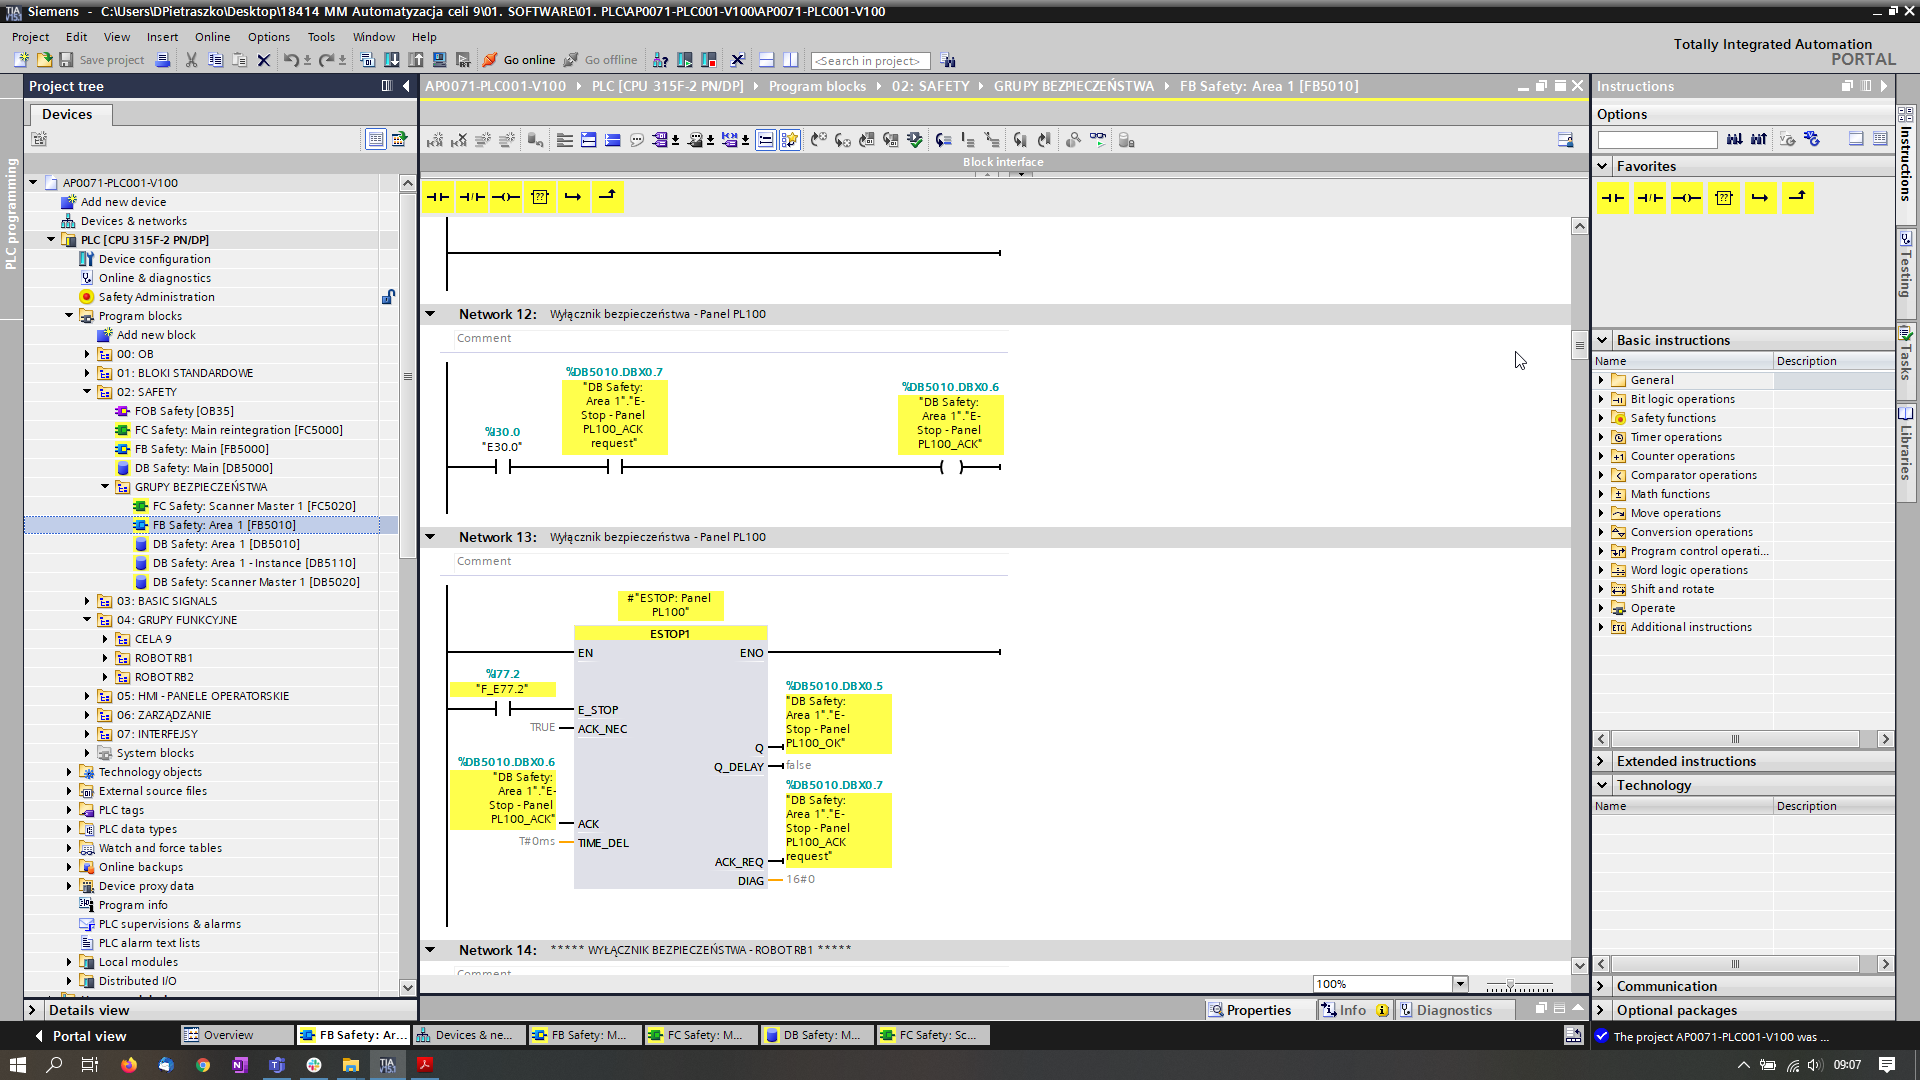 Siemens - C:\Users\DPietraszko\Desktop\18414 MM Automatyzacja celi 9\01. SOFTWARE\01. PLC\AP0071-PLC001-V100\AP0071-PLC001-V100
Project Edit View Insert Online Options Tools Window Help
Totally Integrated Automation
PORTAL
Save project
Go online
Go offline
<Search in project>
Project tree
AP0071-PLC001-V100 PLC [CPU 315F-2 PN/DP] Program blocks 02: SAFETY GRUPY BEZPIECZEŃSTWA FB Safety: Area 1 [FB5010]
Instructions
Devices
Options
PLC programming
Block interface
Favorites
AP0071-PLC001-V100
Add new device
Devices & networks
PLC [CPU 315F-2 PN/DP]
Device configuration
Online & diagnostics
Safety Administration
Program blocks
Add new block
00: OB
01: BLOKI STANDARDOWE
02: SAFETY
FOB Safety [OB35]
FC Safety: Main reintegration [FC5000]
FB Safety: Main [FB5000]
DB Safety: Main [DB5000]
GRUPY BEZPIECZEŃSTWA
FC Safety: Scanner Master 1 [FC5020]
FB Safety: Area 1 [FB5010]
DB Safety: Area 1 [DB5010]
DB Safety: Area 1 - Instance [DB5110]
DB Safety: Scanner Master 1 [DB5020]
03: BASIC SIGNALS
04: GRUPY FUNKCYJNE
CELA 9
ROBOT RB1
ROBOT RB2
05: HMI - PANELE OPERATORSKIE
06: ZARZĄDZANIE
07: INTERFEJSY
System blocks
Technology objects
External source files
PLC tags
PLC data types
Watch and force tables
Online backups
Device proxy data
Program info
PLC supervisions & alarms
PLC alarm text lists
Local modules
Distributed I/O
Details view
Network 12: Wyłącznik bezpieczeństwa - Panel PL100
Comment
%I30.0
"E30.0"
%DB5010.DBX0.7
"DB Safety:
Area 1"."E-
Stop - Panel
PL100_ACK
request"
%DB5010.DBX0.6
"DB Safety:
Area 1"."E-
Stop - Panel
PL100_ACK"
Network 13: Wyłącznik bezpieczeństwa - Panel PL100
Comment
#"ESTOP: Panel
PL100"
ESTOP1
EN
ENO
%I77.2
"F_E77.2"
E_STOP
TRUE
ACK_NEC
%DB5010.DBX0.5
"DB Safety:
Area 1"."E-
Stop - Panel
PL100_OK"
Q
Q_DELAY
false
%DB5010.DBX0.6
"DB Safety:
Area 1"."E-
Stop - Panel
PL100_ACK"
ACK
T#0ms
TIME_DEL
%DB5010.DBX0.7
"DB Safety:
Area 1"."E-
Stop - Panel
PL100_ACK
request"
ACK_REQ
DIAG
16#0
Network 14: ***** WYŁĄCZNIK BEZPIECZEŃSTWA - ROBOT RB1 *****
Comment
100%
Properties
Info
Diagnostics
Basic instructions
Name Description
General
Bit logic operations
Safety functions
Timer operations
Counter operations
Comparator operations
Math functions
Move operations
Conversion operations
Program control operati...
Word logic operations
Shift and rotate
Operate
Additional instructions
Extended instructions
Technology
Name Description
Communication
Optional packages
Instructions
Testing
Tasks
Libraries
Portal view
Overview
FB Safety: Ar...
Devices & ne...
FB Safety: M...
FC Safety: M...
DB Safety: M...
FC Safety: Sc...
The project AP0071-PLC001-V100 was ...
09:07